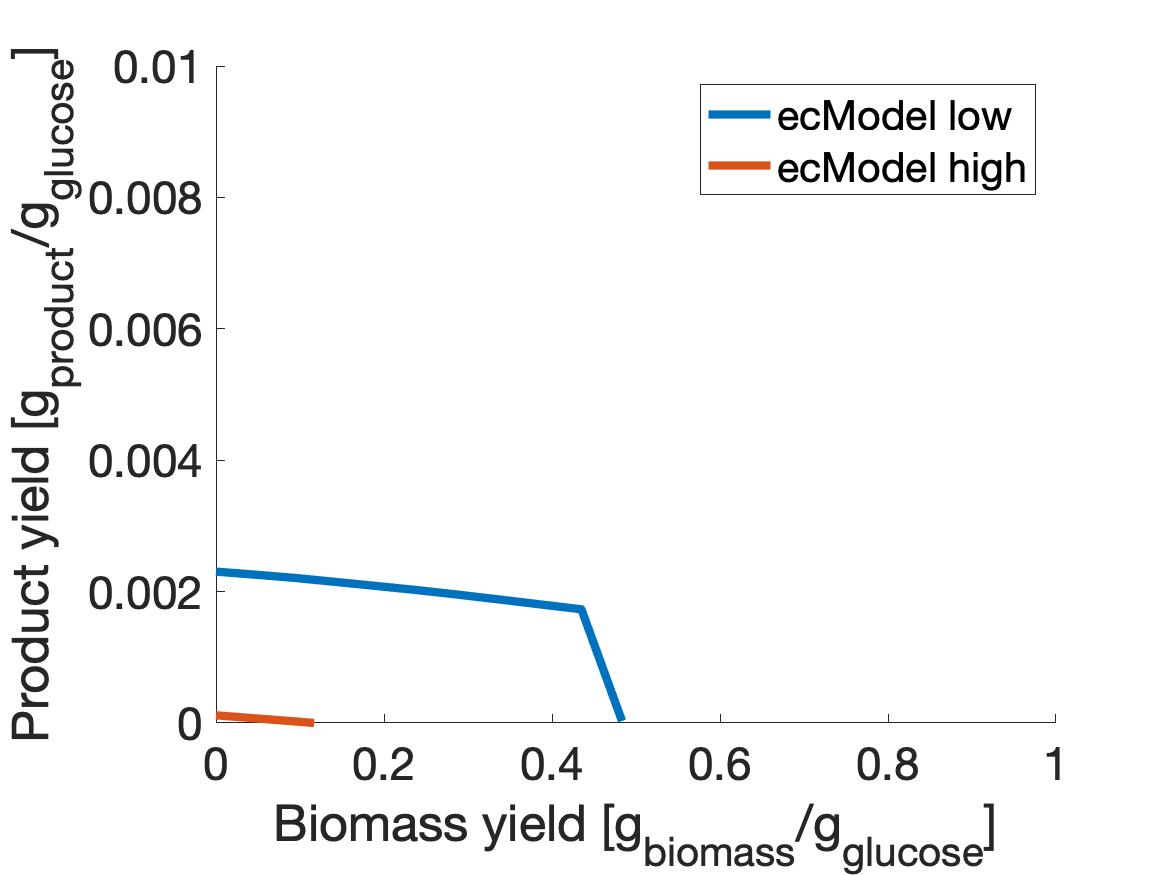 Product yield [gproduct/gglucose]
0.01
0.008
0.006
0.004
0.002
0
ecModel low
ecModel high
0 0.2 0.4 0.6 0.8 1
Biomass yield [gbiomass/gglucose]